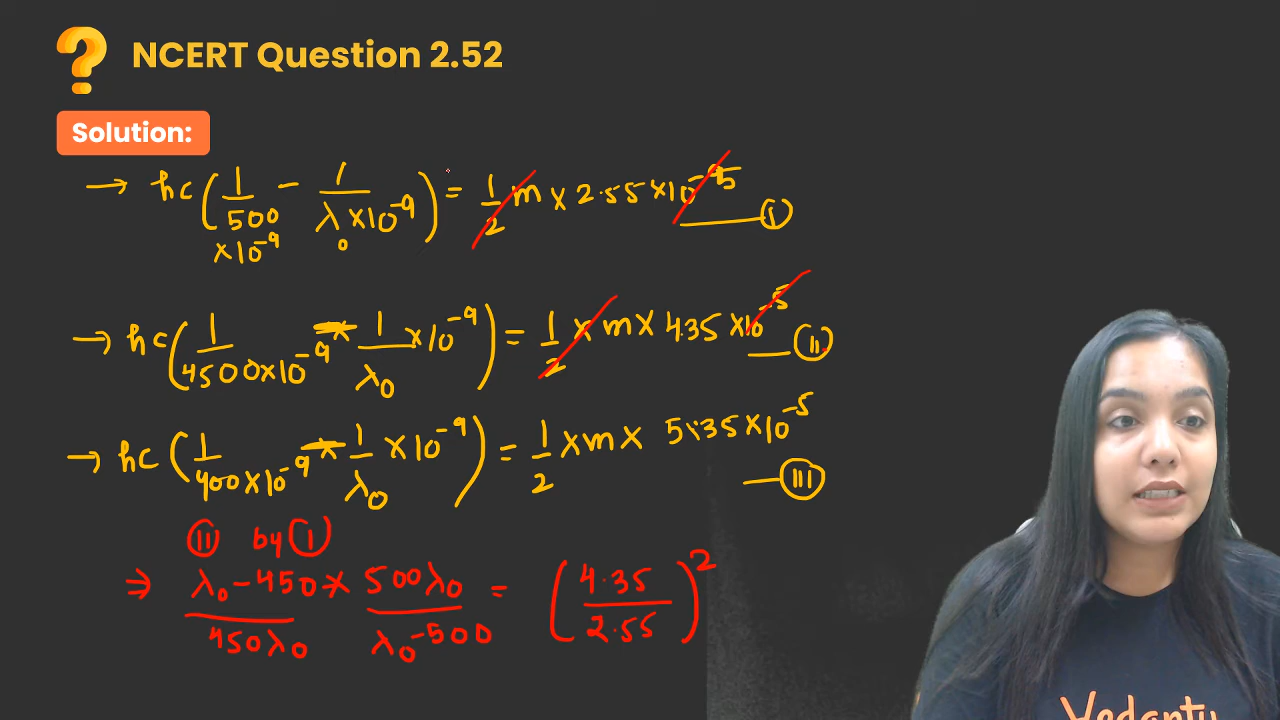 NCERT Question 2.52
Solution:
→ hc(1/500×10⁻⁹ − 1/λ₀×10⁻⁹) = 1/2 m × 2.55×10⁻⁵ — (I)
→ hc(1/4500×10⁻⁹ 1/λ₀ ×10⁻⁹) = 1/2 × m × 4.35 ×10⁻⁵ — (II)
→ hc(1/400×10⁻⁹ 1/λ₀ × 10⁻⁹) = 1/2 × m × 5.35×10⁻⁵ — (III)
(II) by (I)
⇒ λ₀−450/450λ₀ × 500λ₀/λ₀−500 = (4.35/2.55)²
Vedantu